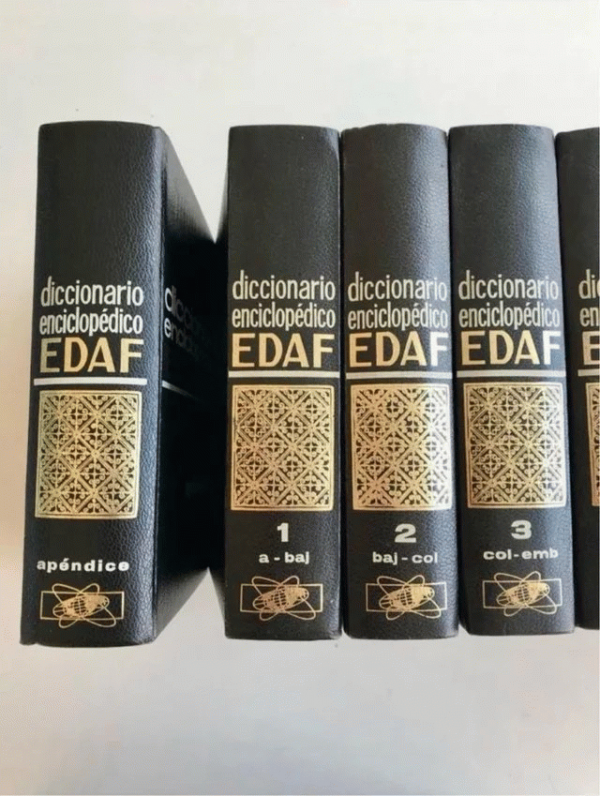 diccionario
enciclopédico
EDAF
apéndice
diccionario
enciclopédico
EDAF
1
a - baj
diccionario
enciclopédico
EDAF
2
baj - col
diccionario
enciclopédico
EDAF
3
col - emb